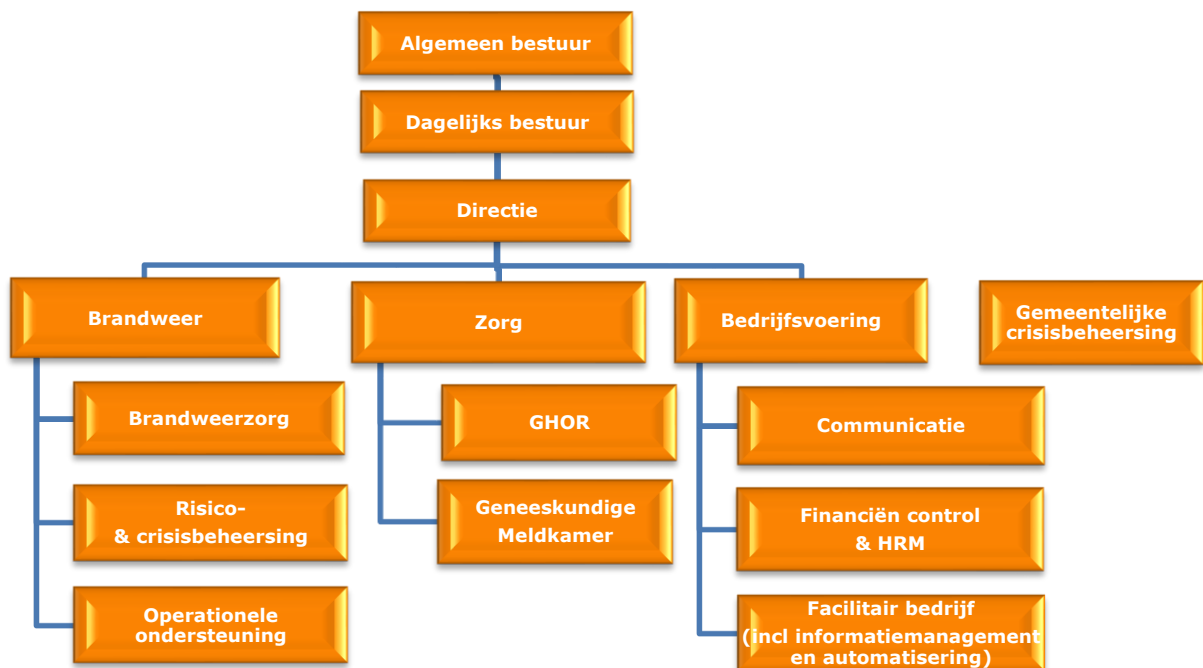 Algemeen bestuur
Dagelijks bestuur
Directie
Brandweer
Zorg
Bedrijfsvoering
Gemeentelijke
crisisbeheersing
Brandweerzorg
GHOR
Communicatie
Risico-
& crisisbeheersing
Geneeskundige
Meldkamer
Financiën control
& HRM
Operationele
ondersteuning
Facilitair bedrijf
(incl informatiemanagement
en automatisering)